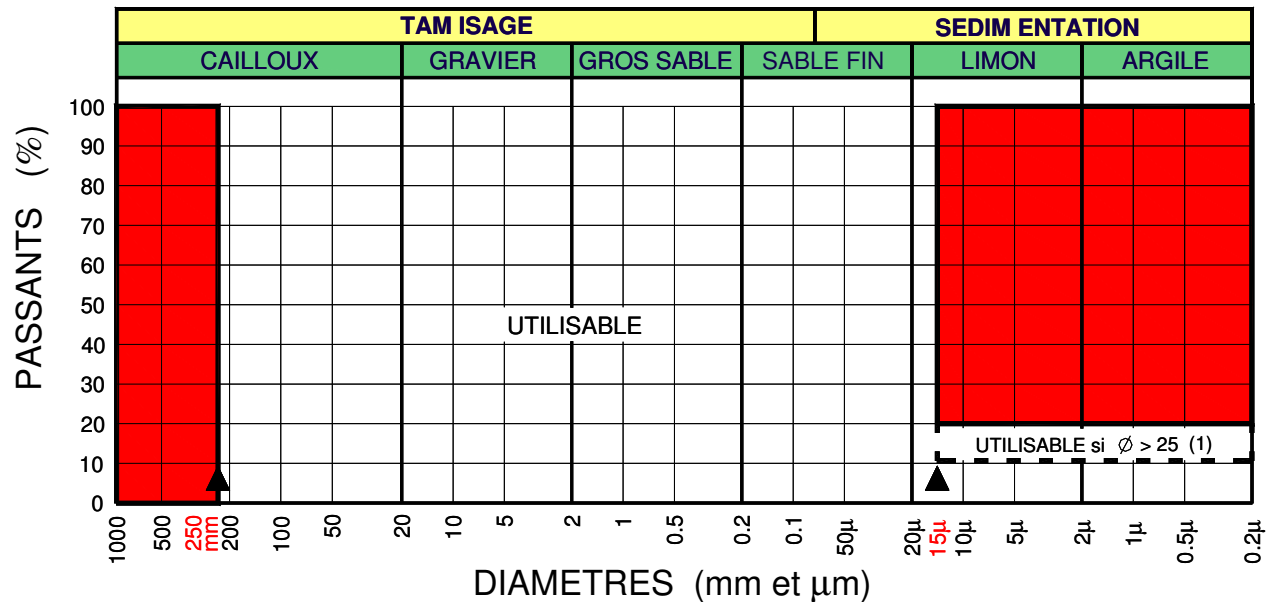 TAM ISAGE SEDIM ENTATION
CAILLOUX GRAVIER GROS SABLE SABLE FIN LIMON ARGILE
PASSANTS (%)
100
90
80
70
60
50
40
30
20
10
0
UTILISABLE
UTILISABLE si ∅ > 25 (1)
1000 500 250 mm 200 100 50 20 10 5 2 1 0.5 0.2 0.1 50µ 20µ 15µ 10µ 5µ 2µ 1µ 0.5µ 0.2µ
DIAMETRES (mm et µm)